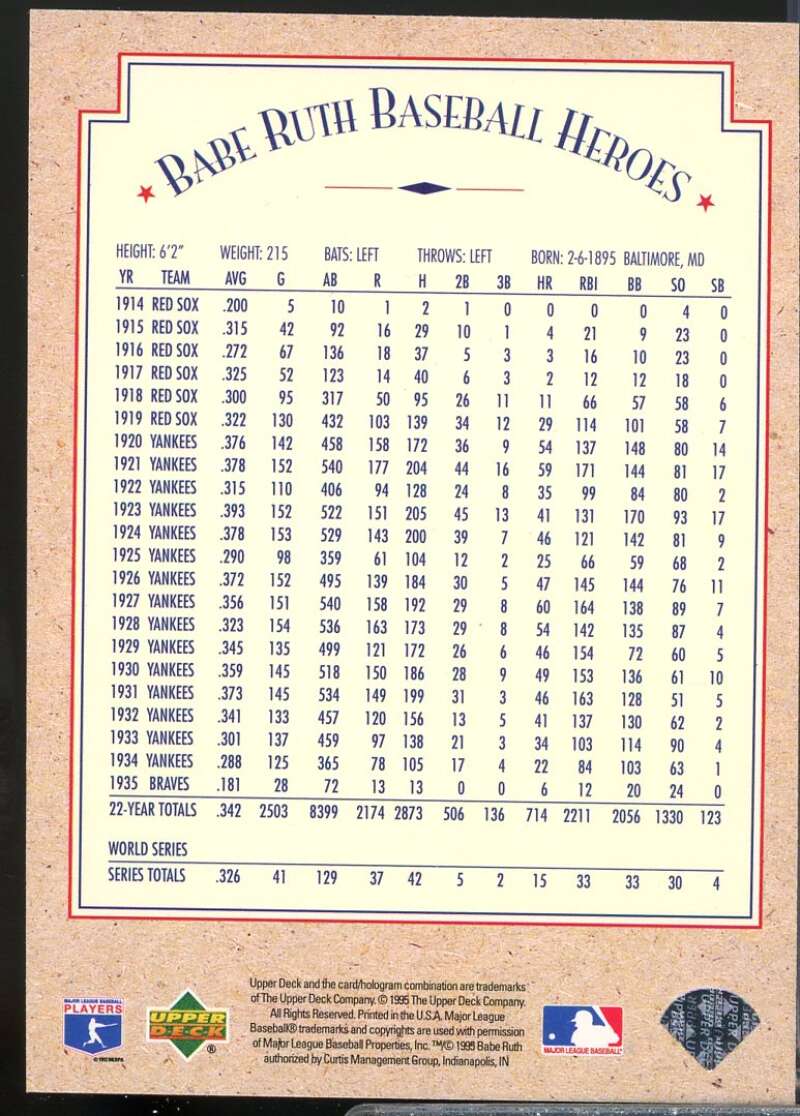 BABE RUTH BASEBALL HEROES
HEIGHT: 6'2" WEIGHT: 215 BATS: LEFT THROWS: LEFT BORN: 2-6-1895 BALTIMORE, MD
YR TEAM AVG G AB R H 2B 3B HR RBI BB SO SB
1914 RED SOX .200 5 10 1 2 1 0 0 0 0 4 0
1915 RED SOX .315 42 92 16 29 10 1 4 21 9 23 0
1916 RED SOX .272 67 136 18 37 5 3 3 16 10 23 0
1917 RED SOX .325 52 123 14 40 6 3 2 12 12 18 0
1918 RED SOX .300 95 317 50 95 26 11 11 66 57 58 6
1919 RED SOX .322 130 432 103 139 34 12 29 114 101 58 7
1920 YANKEES .376 142 458 158 172 36 9 54 137 148 80 14
1921 YANKEES .378 152 540 177 204 44 16 59 171 144 81 17
1922 YANKEES .315 110 406 94 128 24 8 35 99 84 80 2
1923 YANKEES .393 152 522 151 205 45 13 41 131 170 93 17
1924 YANKEES .378 153 529 143 200 39 7 46 121 142 81 9
1925 YANKEES .290 98 359 61 104 12 2 25 66 59 68 2
1926 YANKEES .372 152 495 139 184 30 5 47 145 144 76 11
1927 YANKEES .356 151 540 158 192 29 8 60 164 138 89 7
1928 YANKEES .323 154 536 163 173 29 8 54 142 135 87 4
1929 YANKEES .345 135 499 121 172 26 6 46 154 72 60 5
1930 YANKEES .359 145 518 150 186 28 9 49 153 136 61 10
1931 YANKEES .373 145 534 149 199 31 3 46 163 128 51 5
1932 YANKEES .341 133 457 120 156 13 5 41 137 130 62 2
1933 YANKEES .301 137 459 97 138 21 3 34 103 114 90 4
1934 YANKEES .288 125 365 78 105 17 4 22 84 103 63 1
1935 BRAVES .181 28 72 13 13 0 0 6 12 20 24 0
22-YEAR TOTALS .342 2503 8399 2174 2873 506 136 714 2211 2056 1330 123
WORLD SERIES
SERIES TOTALS .326 41 129 37 42 5 2 15 33 33 30 4
Upper Deck and the card/hologram combination are trademarks
of The Upper Deck Company. © 1995 The Upper Deck Company.
All Rights Reserved. Printed in the U.S.A. Major League
Baseball® trademarks and copyrights are used with permission
of Major League Baseball Properties, Inc. ™/© 1995 Babe Ruth
authorized by Curtis Management Group, Indianapolis, IN
MAJOR LEAGUE BASEBALL
PLAYERS
UPPER
DECK
®
MAJOR LEAGUE BASEBALL
UPPER